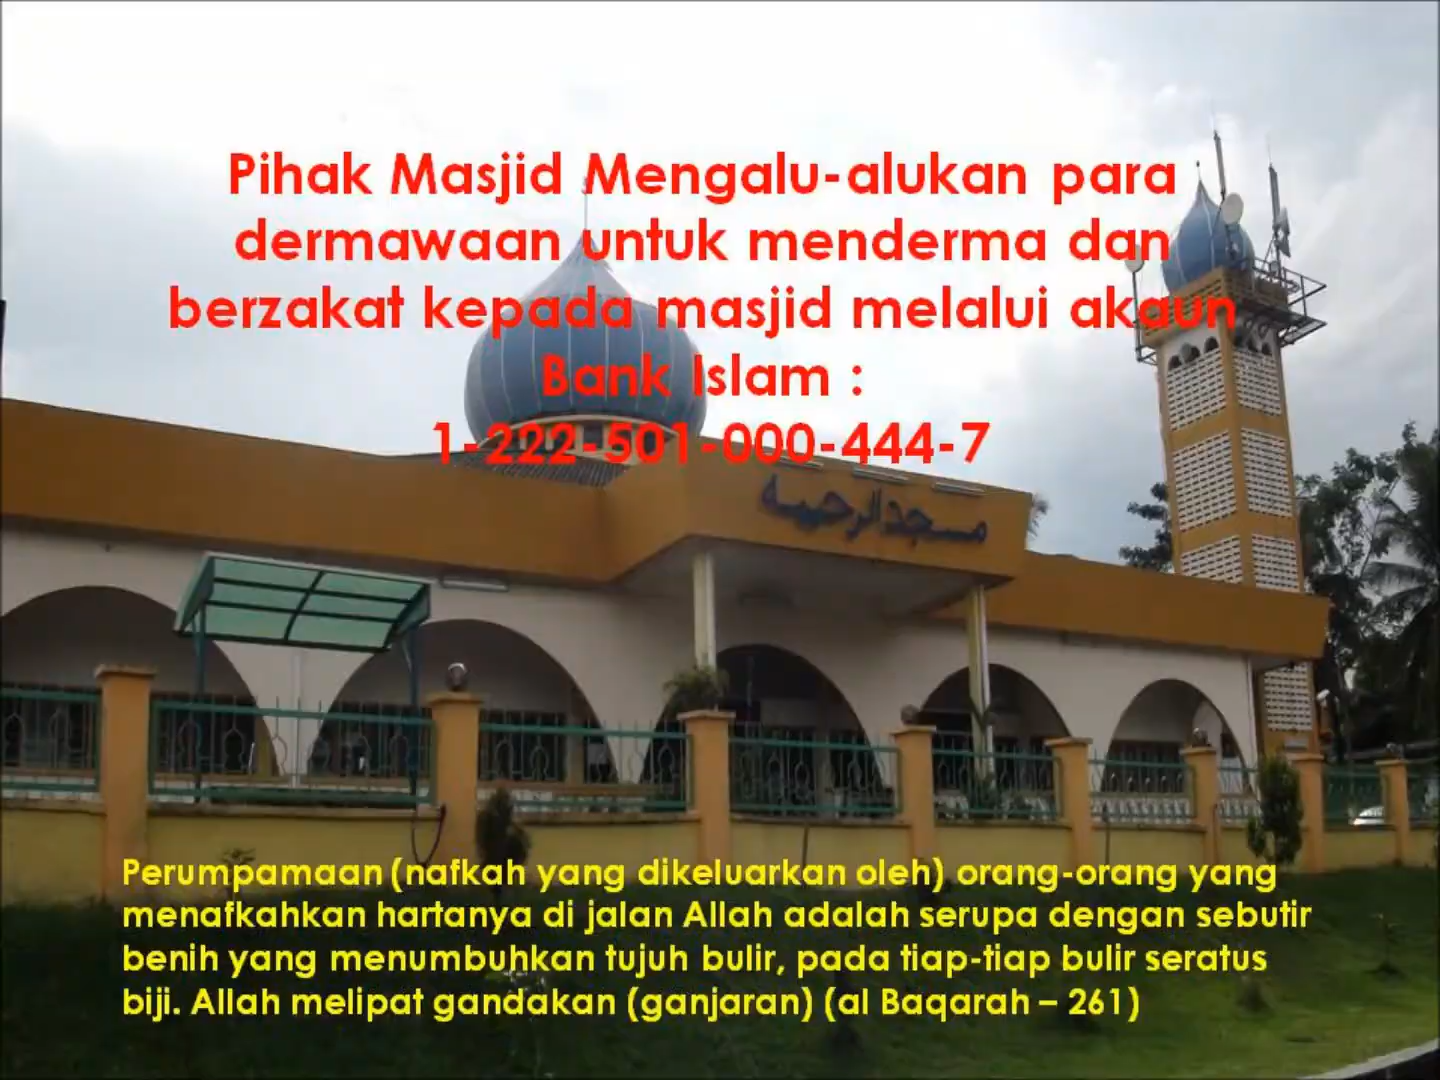 Pihak Masjid Mengalu-alukan para
dermawaan untuk menderma dan
berzakat kepada masjid melalui akaun
Bank Islam :
1-222-501-000-444-7
مسجد الرحيمه
Perumpamaan (nafkah yang dikeluarkan oleh) orang-orang yang
menafkahkan hartanya di jalan Allah adalah serupa dengan sebutir
benih yang menumbuhkan tujuh bulir, pada tiap-tiap bulir seratus
biji. Allah melipat gandakan (ganjaran) (al Baqarah – 261)